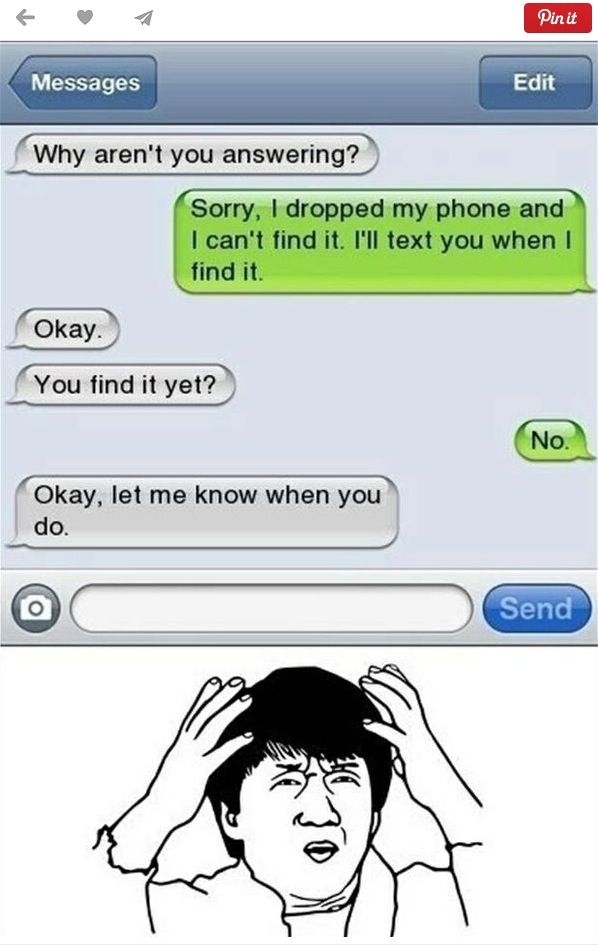 Pin it
Messages
Edit
Why aren't you answering?
Sorry, I dropped my phone and
I can't find it. I'll text you when I
find it.
Okay.
You find it yet?
No.
Okay, let me know when you
do.
Send